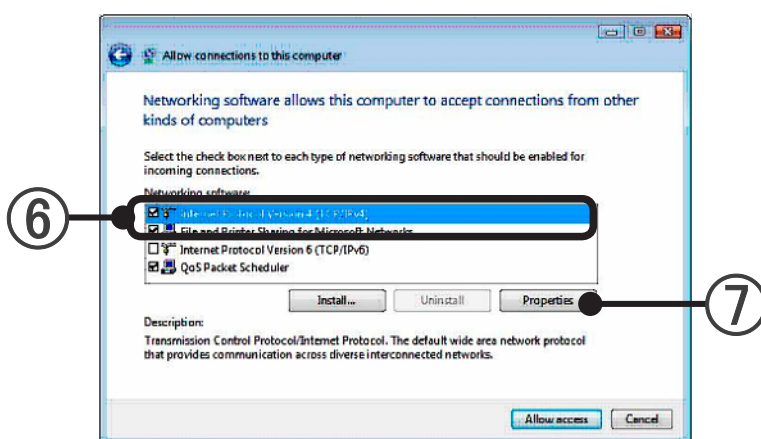 Allow connections to this computer
Networking software allows this computer to accept connections from other
kinds of computers
Select the check box next to each type of networking software that should be enabled for
incoming connections.
Networking software:
⑥
Internet Protocol Version 4 (TCP/IPv4)
File and Printer Sharing for Microsoft Networks
Internet Protocol Version 6 (TCP/IPv6)
QoS Packet Scheduler
Install... Uninstall Properties
⑦
Description:
Transmission Control Protocol/Internet Protocol. The default wide area network protocol
that provides communication across diverse interconnected networks.
Allow access Cancel